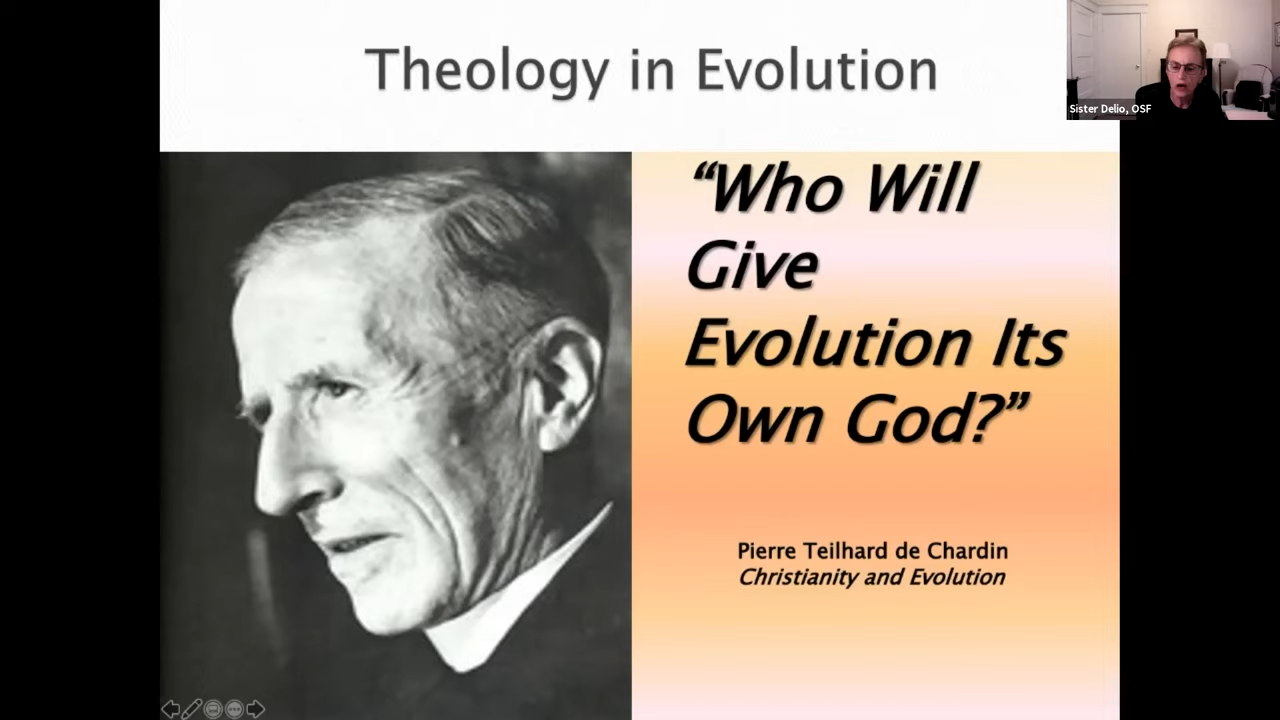 Theology in Evolution
Sister Delio, OSF
“Who Will
Give
Evolution Its
Own God?”
Pierre Teilhard de Chardin
Christianity and Evolution